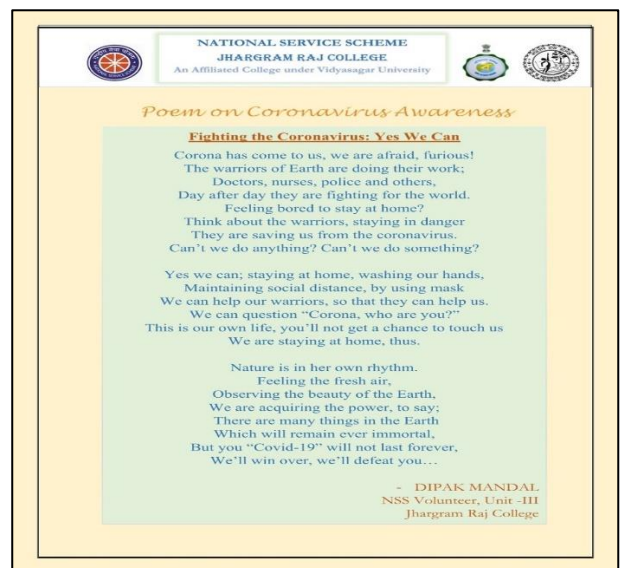 NATIONAL SERVICE SCHEME
JHARGRAM RAJ COLLEGE
An Affiliated College under Vidyasagar University
Poem on Coronavirus Awareness
Fighting the Coronavirus: Yes We Can
Corona has come to us, we are afraid, furious!
The warriors of Earth are doing their work;
Doctors, nurses, police and others,
Day after day they are fighting for the world.
Feeling bored to stay at home?
Think about the warriors, staying in danger
They are saving us from the coronavirus.
Can't we do anything? Can't we do something?
Yes we can; staying at home, washing our hands,
Maintaining social distance, by using mask
We can help our warriors, so that they can help us.
We can question “Corona, who are you?”
This is our own life, you'll not get a chance to touch us
We are staying at home, thus.
Nature is in her own rhythm.
Feeling the fresh air,
Observing the beauty of the Earth,
We are acquiring the power, to say;
There are many things in the Earth
Which will remain ever immortal,
But you “Covid-19” will not last forever,
We'll win over, we'll defeat you…
- DIPAK MANDAL
NSS Volunteer, Unit -III
Jhargram Raj College